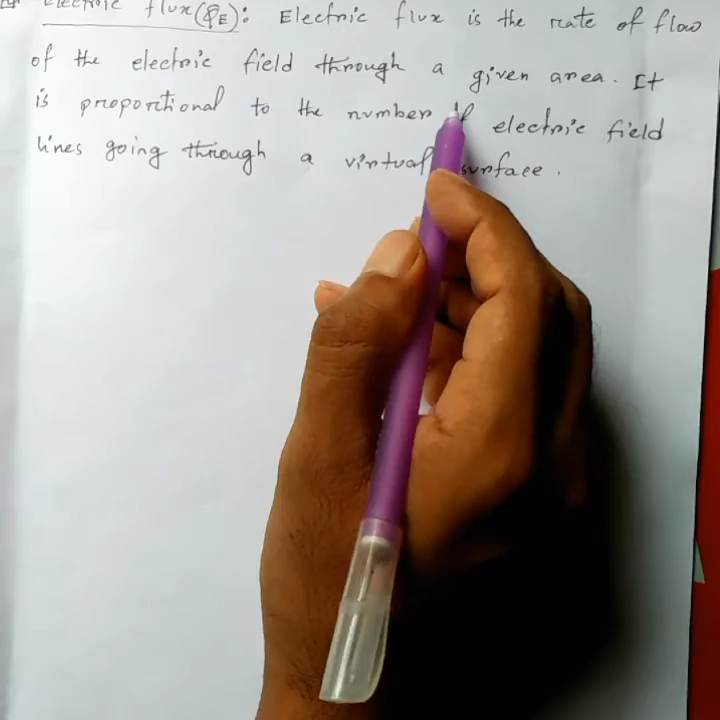 Electric flux(ΦE): Electric flux is the rate of flow
of the electric field through a given area. It
is proportional to the number of electric field
lines going through a virtual surface.